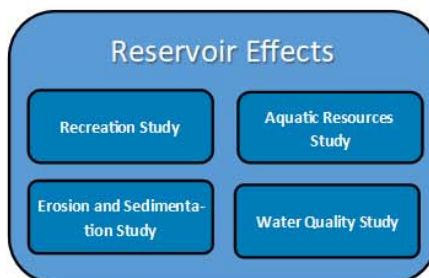 Reservoir Effects
Recreation Study
Aquatic Resources
Study
Erosion and Sedimenta-
tion Study
Water Quality Study